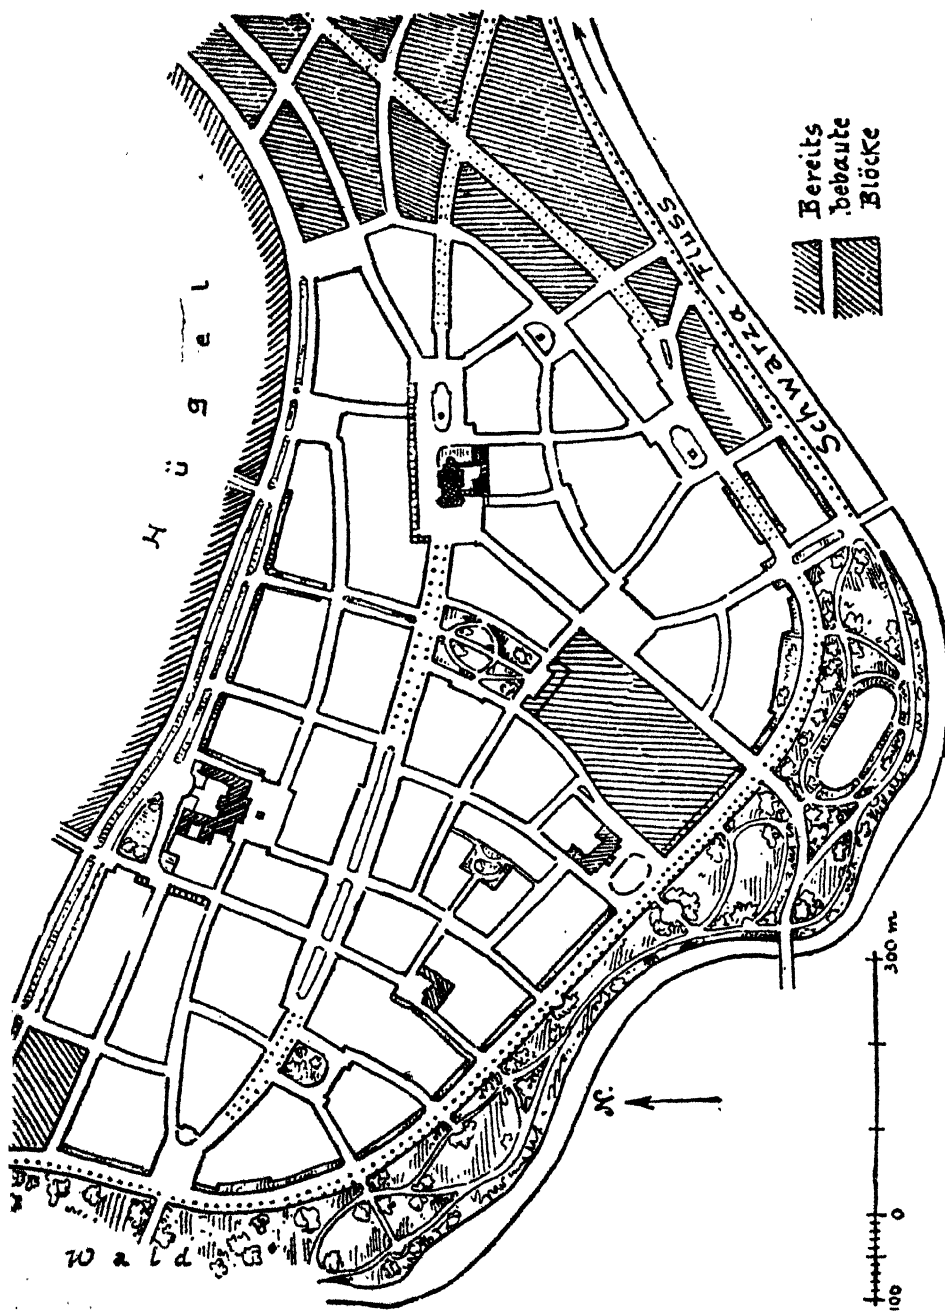 Hügel
Bereits
bebaute
Blöcke
Schwarza-Fluss
Wald
N.
100 0 300 m